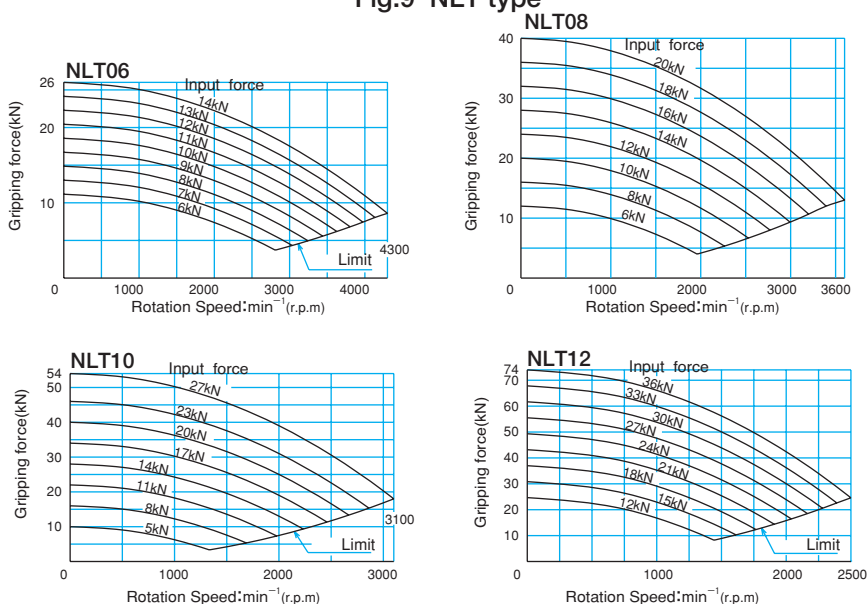 Fig.9 NLT type
NLT06
Input force
Gripping force(kN)
26
20
10
14kN
13kN
12kN
11kN
10kN
9kN
8kN
7kN
6kN
Limit
4300
0 1000 2000 3000 4000
Rotation Speed:min⁻¹(r.p.m)
NLT08
Input force
Gripping force(kN)
40
30
20
10
20kN
18kN
16kN
14kN
12kN
10kN
8kN
6kN
0 1000 2000 3000 3600
Rotation Speed:min⁻¹(r.p.m)
NLT10
Input force
Gripping force(kN)
54
50
40
30
20
10
27kN
23kN
20kN
17kN
14kN
11kN
8kN
5kN
3100
Limit
0 1000 2000 3000
Rotation Speed:min⁻¹(r.p.m)
NLT12
Input force
Gripping force(kN)
74
70
60
50
40
30
20
10
36kN
33kN
30kN
27kN
24kN
21kN
18kN
15kN
12kN
Limit
0 1000 2000 2500
Rotation Speed:min⁻¹(r.p.m)